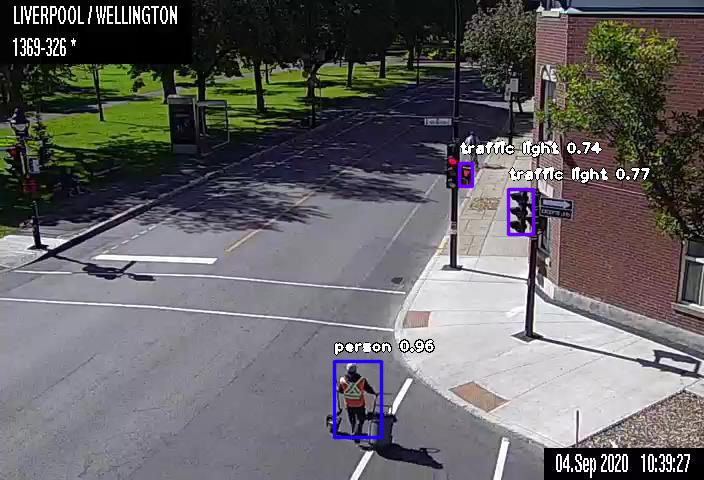 LIVERPOOL / WELLINGTON
1369-326 *
traffic light 0.74
traffic light 0.77
person 0.96
04.Sep 2020 10:39:27